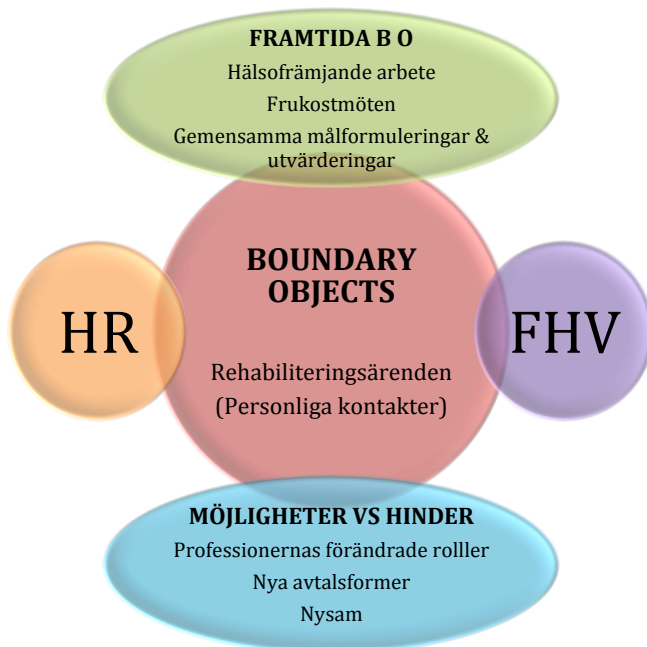 FRAMTIDA B O
Hälsofrämjande arbete
Frukostmöten
Gemensamma målformuleringar &
utvärderingar
BOUNDARY
OBJECTS
HR
FHV
Rehabiliteringsärenden
(Personliga kontakter)
MÖJLIGHETER VS HINDER
Professionernas förändrade rolller
Nya avtalsformer
Nysam